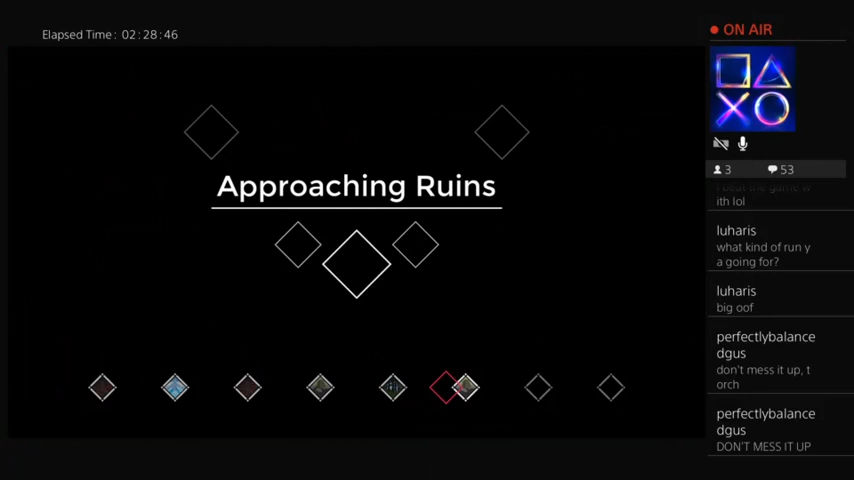 Elapsed Time: 02:28:46
ON AIR
3
53
Approaching Ruins
ith lol
luharis
what kind of run y
a going for?
luharis
big oof
perfectlybalance
dgus
don't mess it up, t
orch
perfectlybalance
dgus
DON'T MESS IT UP